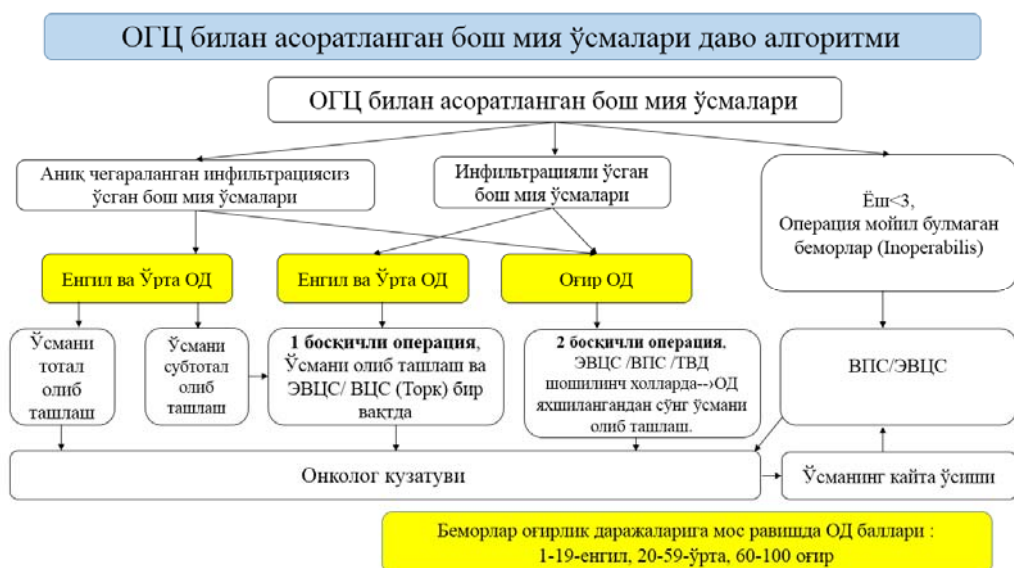 ОГЦ билан асоратланган бош мия ўсмалари даво алгоритми
ОГЦ билан асоратланган бош мия ўсмалари
Аниқ чегараланган инфильтрациясиз
ўсган бош мия ўсмалари
Инфильтрацияли ўсган
бош мия ўсмалари
Ёш<3,
Операция мойил булмаган
беморлар (Inoperabilis)
Енгил ва Ўрта ОД
Енгил ва Ўрта ОД
Оғир ОД
Ўсмани
тотал
олиб
ташлаш
Ўсмани
субтотал
олиб
ташлаш
1 босқичли операция,
Ўсмани олиб ташлаш ва
ЭВЦС/ ВЦС (Торк) бир
вақтда
2 босқичли операция,
ЭВЦС /ВПС /ТВД
шошилинч холларда--›ОД
яхшилангандан сўнг ўсмани
олиб ташлаш.
ВПС/ЭВЦС
Онколог кузатуви
Ўсманинг кайта ўсиши
Беморлар оғирлик даражаларига мос равишда ОД баллари :
1-19-енгил, 20-59-ўрта, 60-100 оғир